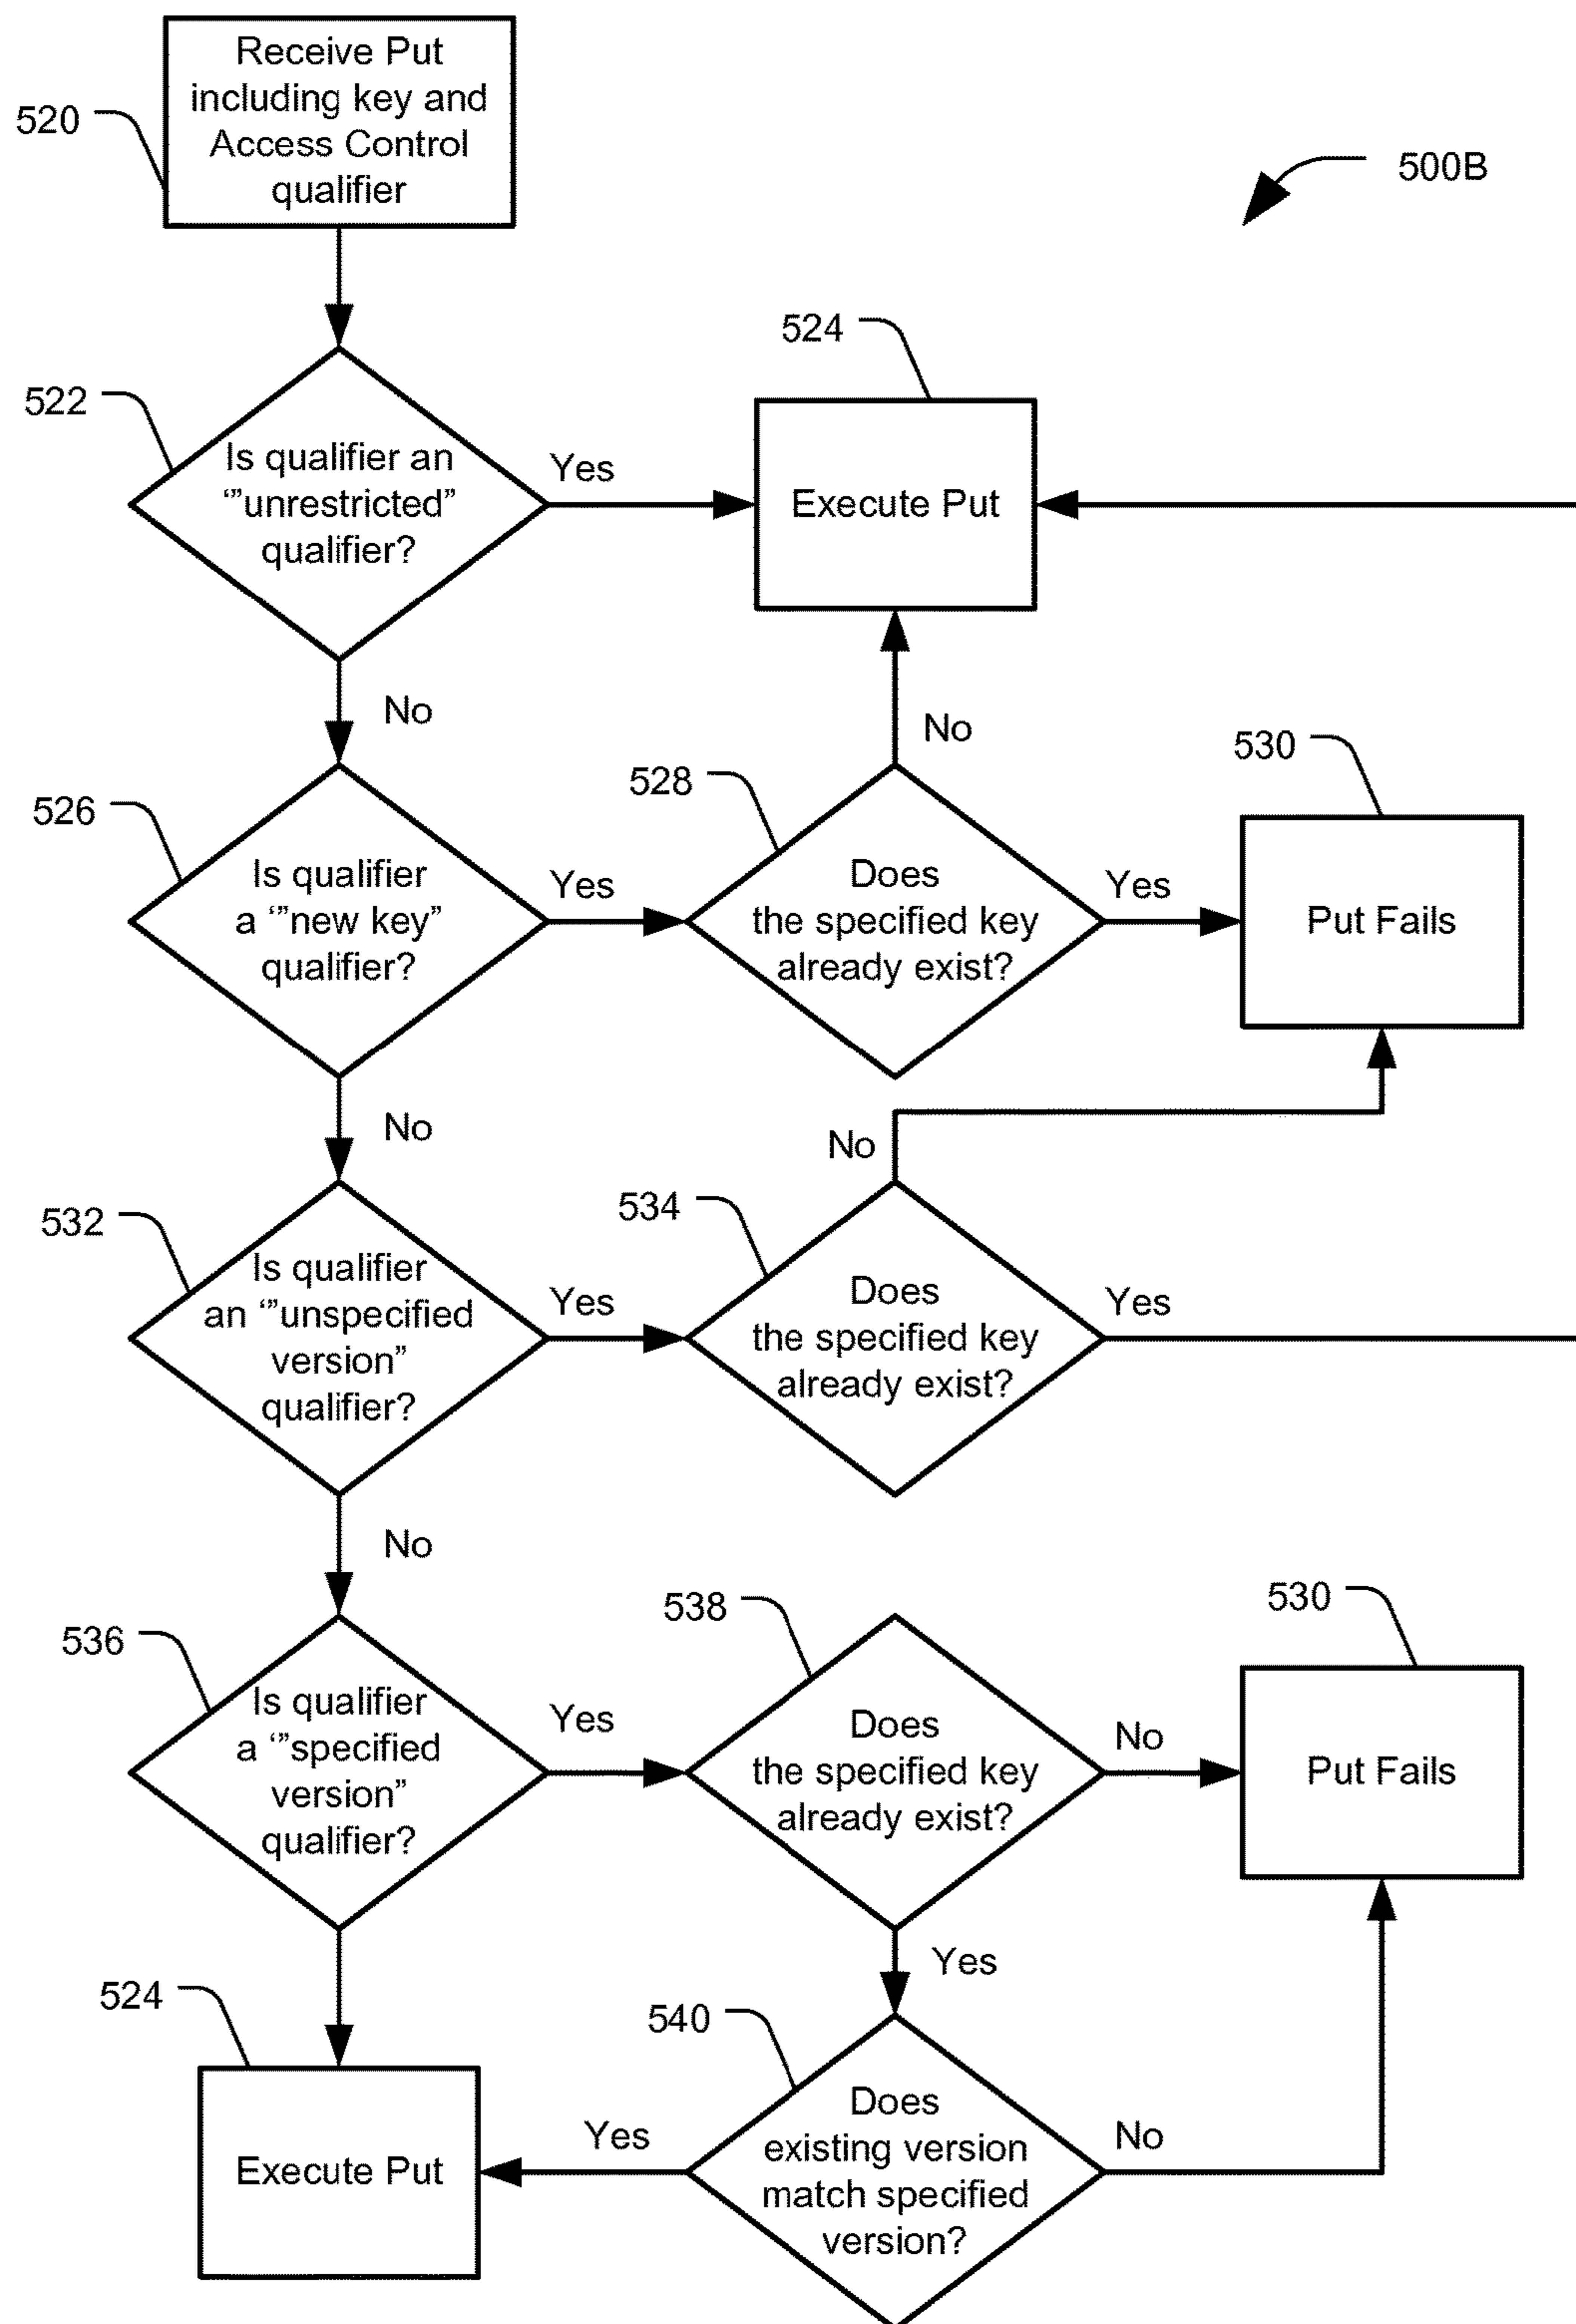 Receive Put
including key and
Access Control
qualifier
520
500B
524
522
Is qualifier an
‘”unrestricted”
qualifier?
Yes
Execute Put
No
No
530
528
526
Is qualifier
a ‘”new key”
qualifier?
Yes
Does
the specified key
already exist?
Yes
Put Fails
No
No
534
532
Is qualifier
an ‘”unspecified
version”
qualifier?
Yes
Does
the specified key
already exist?
Yes
No
538
530
536
Is qualifier
a ‘”specified
version”
qualifier?
Yes
Does
the specified key
already exist?
No
Put Fails
Yes
524
540
Execute Put
Yes
Does
existing version
match specified
version?
No